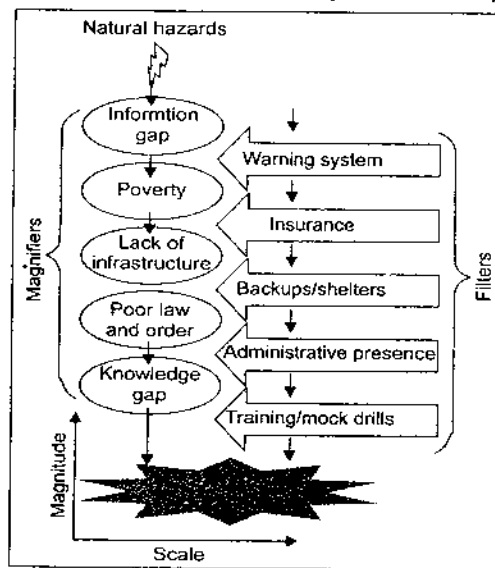 Natural hazards
Informtion
gap
Warning system
Poverty
Insurance
Lack of
infrastructure
Backups/shelters
Poor law
and order
Administrative presence
Knowledge
gap
Training/mock drills
Magnifiers
Filters
Magnitude
Scale